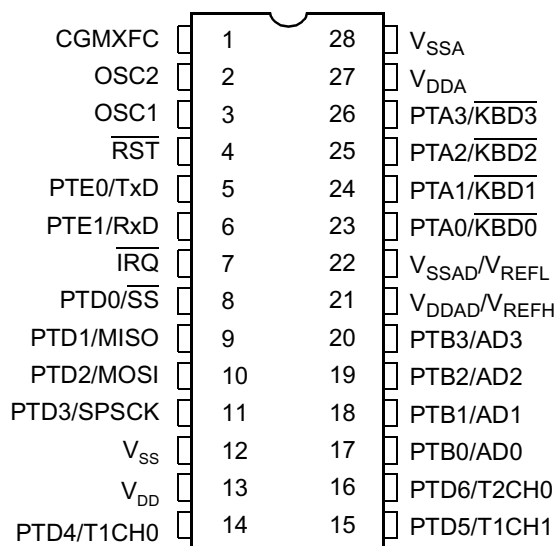 CGMXFC 1 28 VSSA
OSC2 2 27 VDDA
OSC1 3 26 PTA3/KBD3
RST 4 25 PTA2/KBD2
PTE0/TxD 5 24 PTA1/KBD1
PTE1/RxD 6 23 PTA0/KBD0
IRQ 7 22 VSSAD/VREFL
PTD0/SS 8 21 VDDAD/VREFH
PTD1/MISO 9 20 PTB3/AD3
PTD2/MOSI 10 19 PTB2/AD2
PTD3/SPSCK 11 18 PTB1/AD1
VSS 12 17 PTB0/AD0
VDD 13 16 PTD6/T2CH0
PTD4/T1CH0 14 15 PTD5/T1CH1